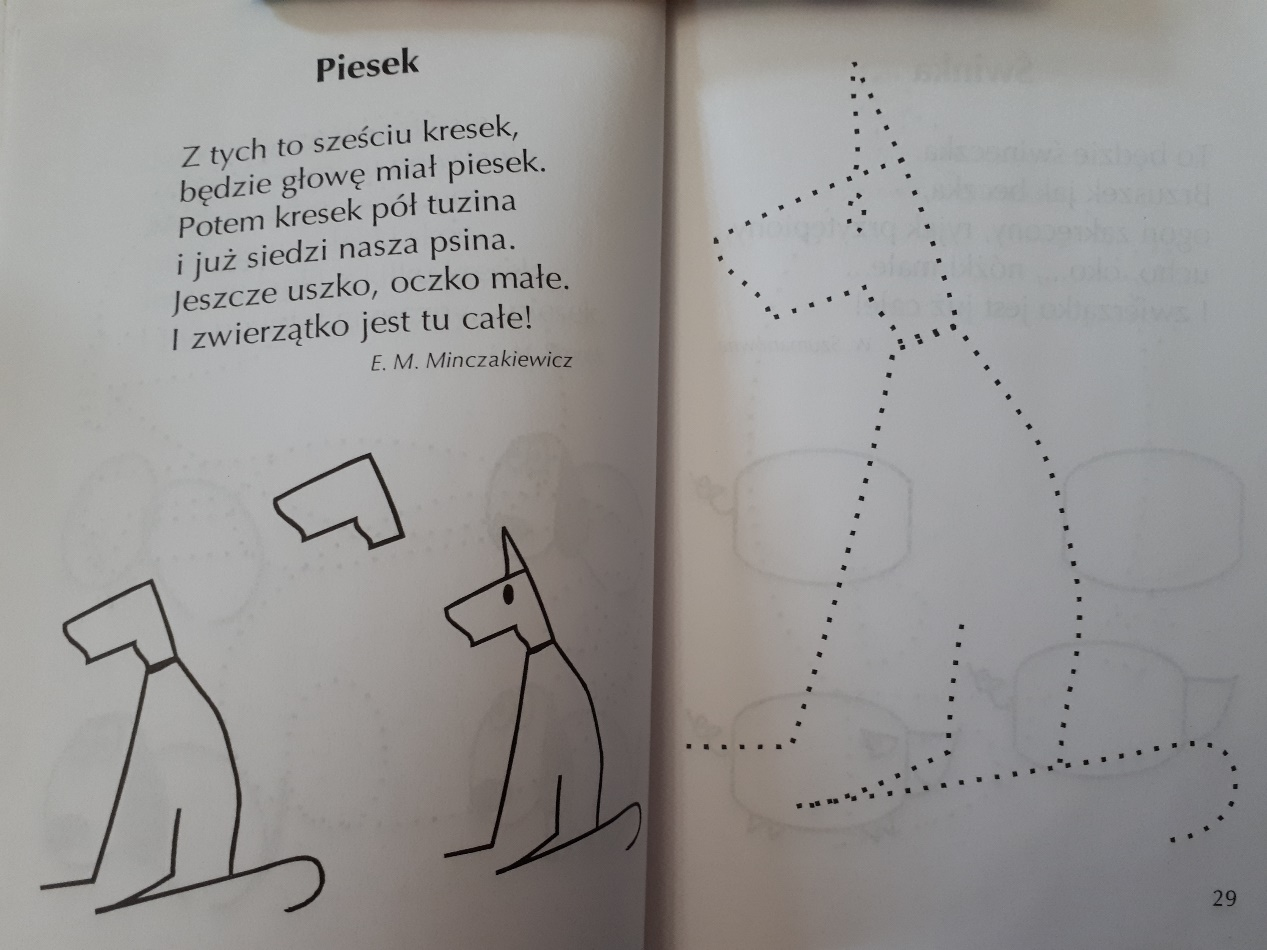 Piesek
Z tych to sześciu kresek,
będzie głowę miał piesek.
Potem kresek pół tuzina
i już siedzi nasza psina.
Jeszcze uszko, oczko małe.
I zwierzątko jest tu całe!
E. M. Minczakiewicz
29